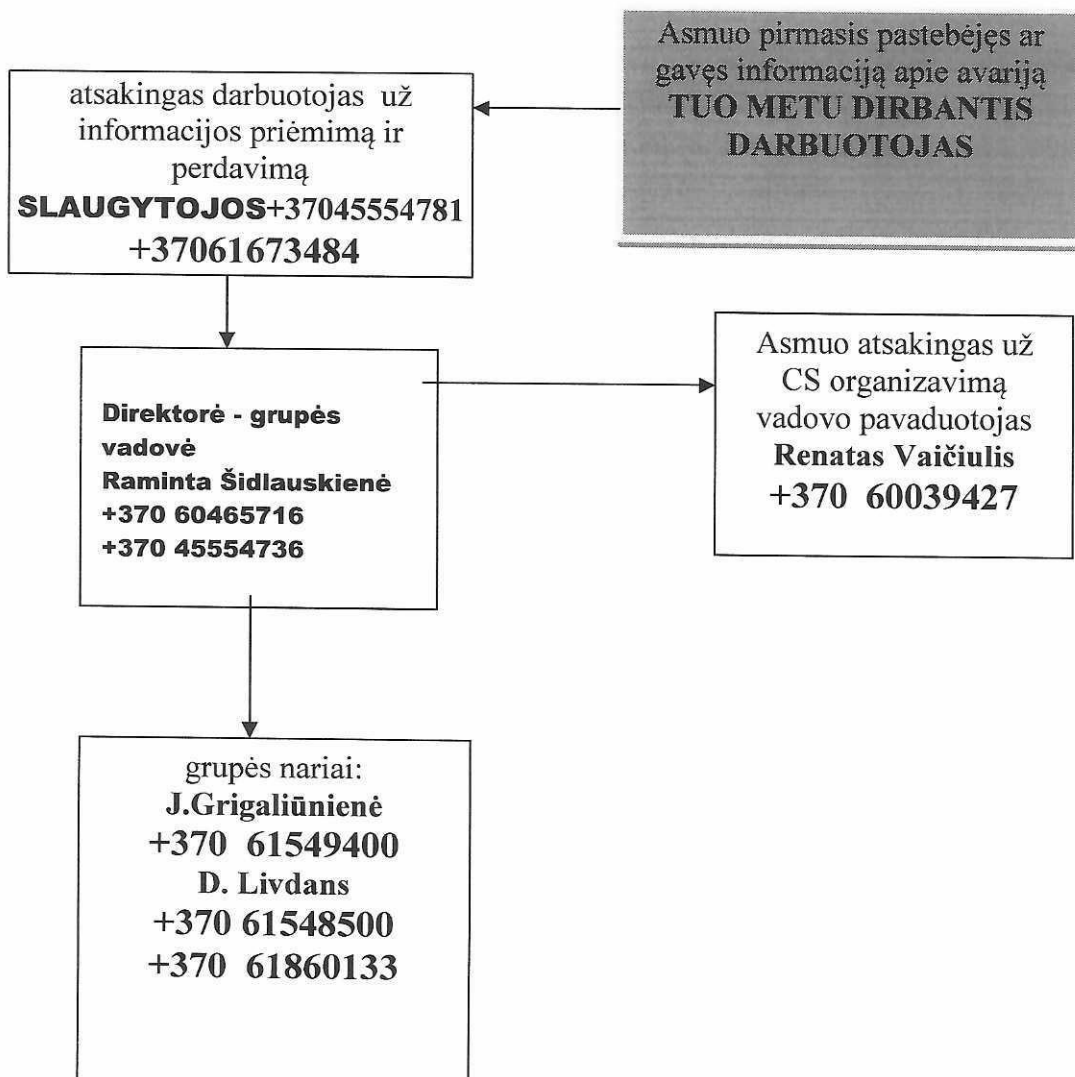 Asmuo pirmasis pastebėjęs ar
gavęs informaciją apie avariją
TUO METU DIRBANTIS
DARBUOTOJAS
atsakingas darbuotojas už
informacijos priėmimą ir
perdavimą
SLAUGYTOJOS+37045554781
+37061673484
Direktorė - grupės
vadovė
Raminta Šidlauskienė
+370 60465716
+370 45554736
Asmuo atsakingas už
CS organizavimą
vadovo pavaduotojas
Renatas Vaičiulis
+370 60039427
grupės nariai:
J.Grigaliūnienė
+370 61549400
D. Livdans
+370 61548500
+370 61860133